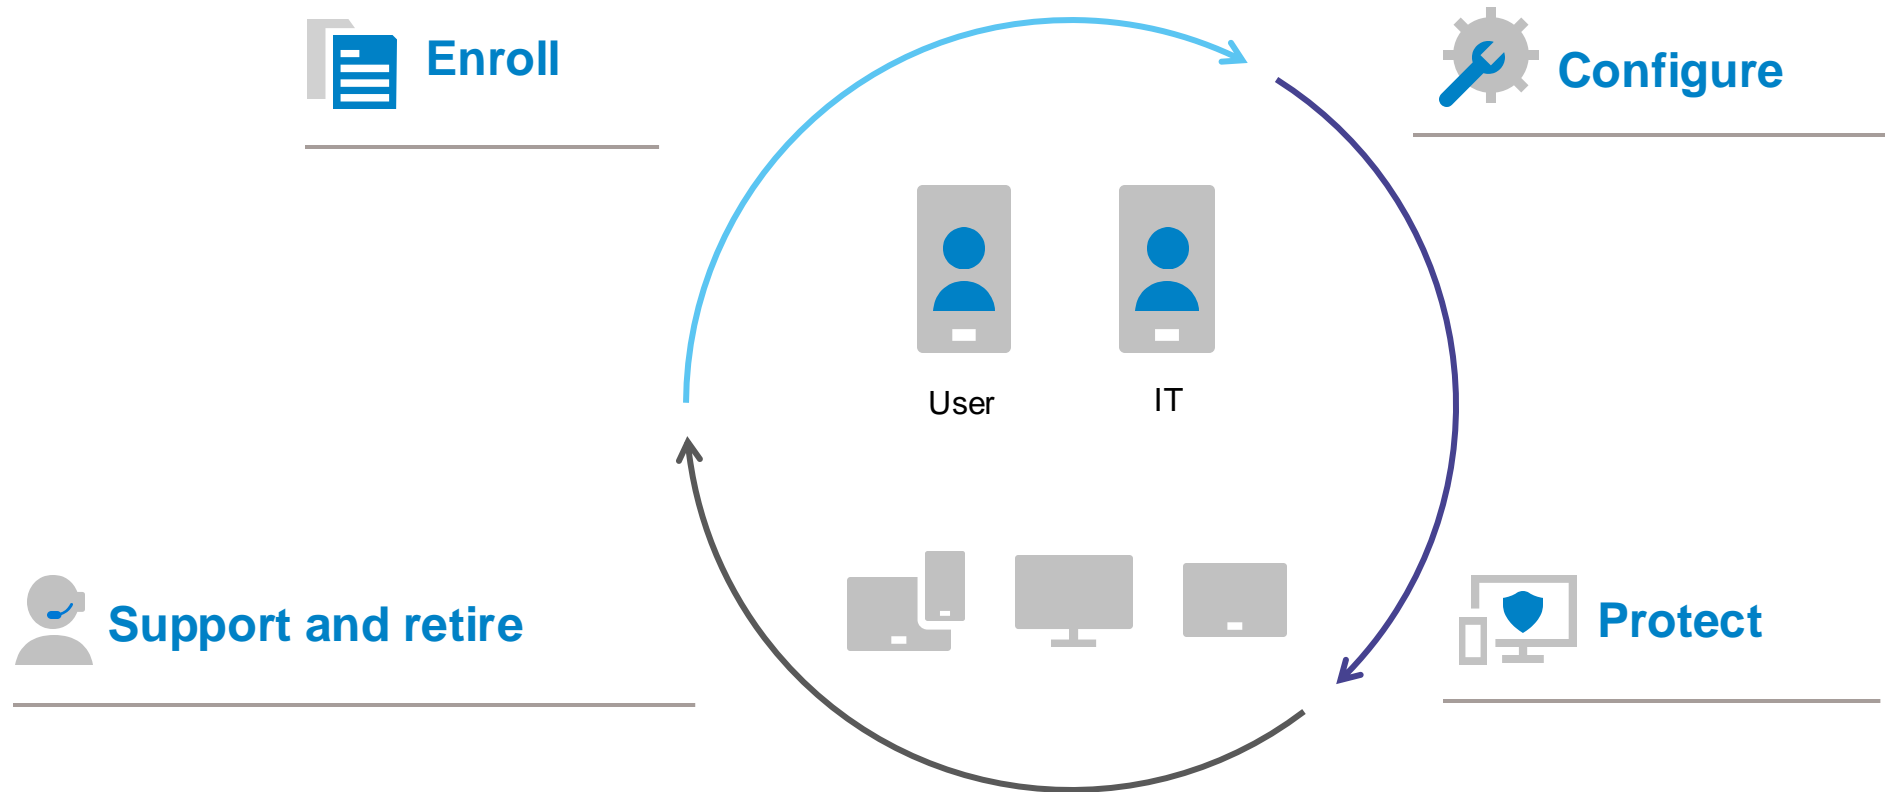 Enroll
Configure
User
IT
Support and retire
Protect